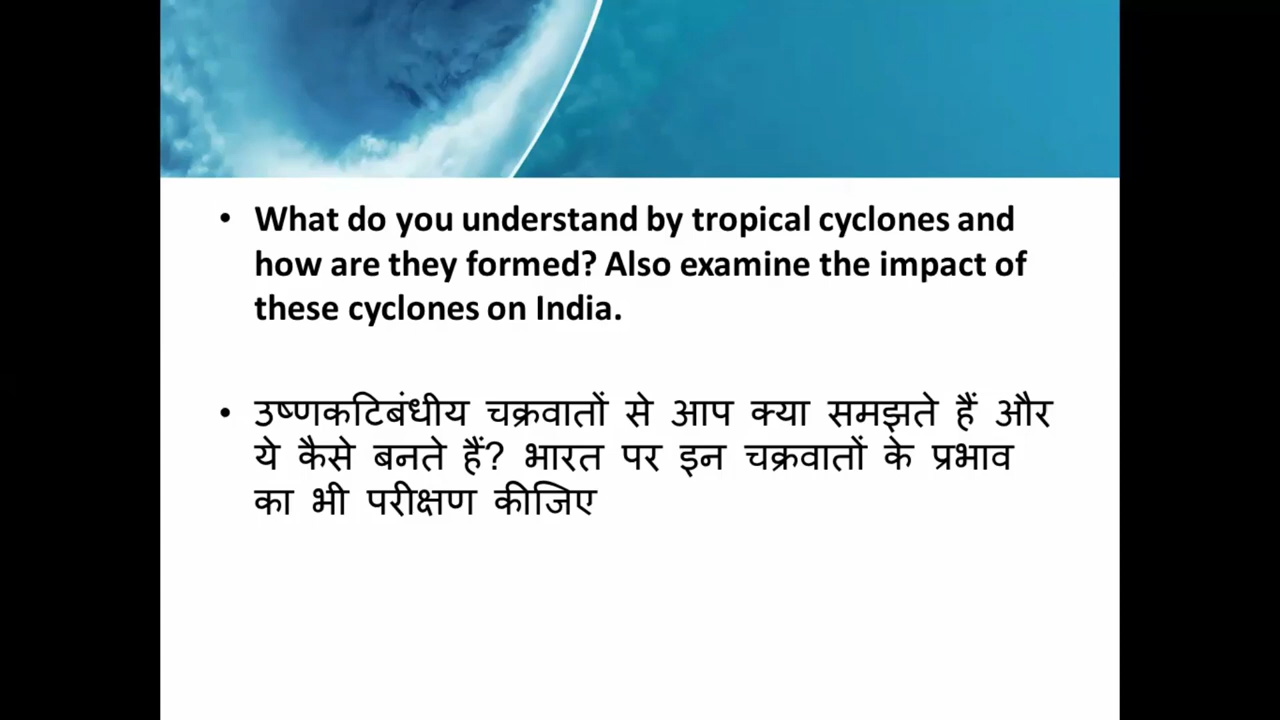 • What do you understand by tropical cyclones and
how are they formed? Also examine the impact of
these cyclones on India.
• उष्णकटिबंधीय चक्रवातों से आप क्या समझते हैं और
ये कैसे बनते हैं? भारत पर इन चक्रवातों के प्रभाव
का भी परीक्षण कीजिए